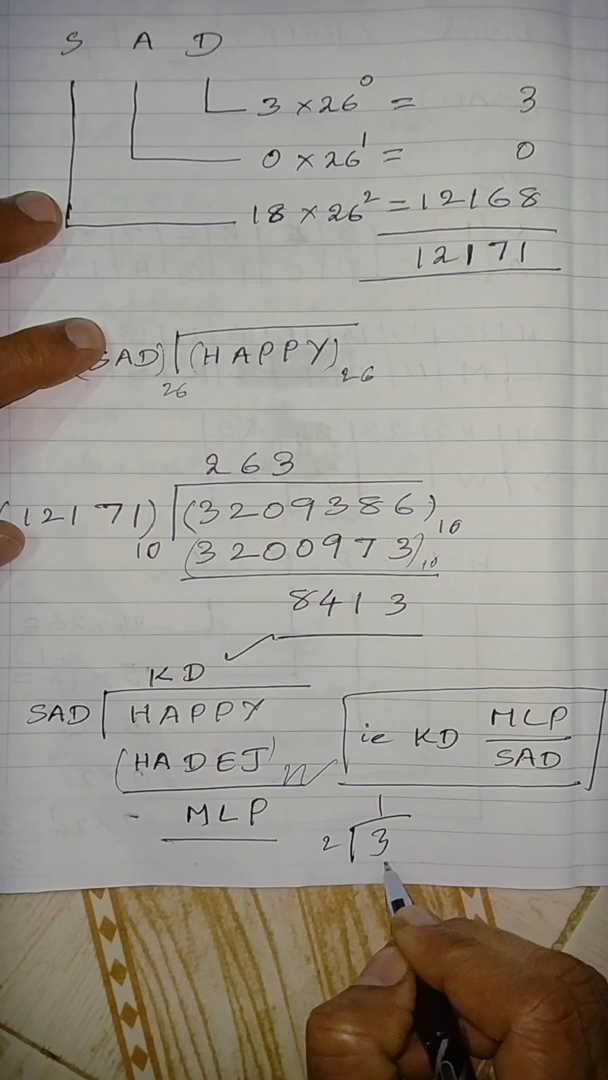 S A D
3 × 26⁰ = 3
0 × 26¹ = 0
18 × 26² = 12168
12171
(SAD)₂₆ (HAPPY)₂₆
263
(12171)₁₀ (3209386)₁₀
(3200973)₁₀
8413
KD
SAD HAPPY
(HADEJ)
- MLP
ie KD MLP/SAD
1
2 3